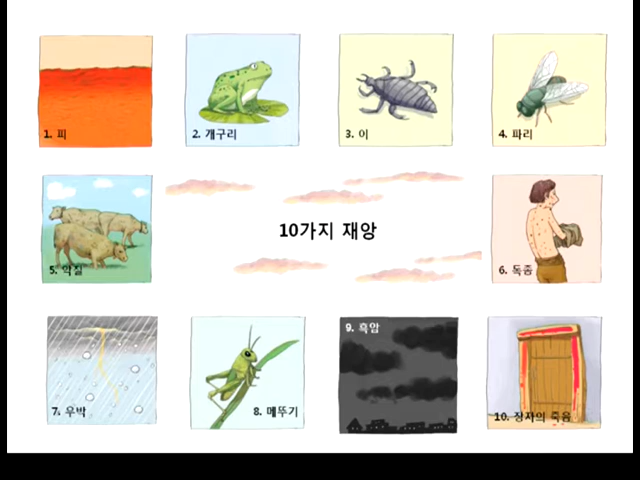 1. 피
2. 개구리
3. 이
4. 파리
10가지 재앙
5. 악질
6. 독종
7. 우박
8. 메뚜기
9. 흑암
10. 장자의 죽음